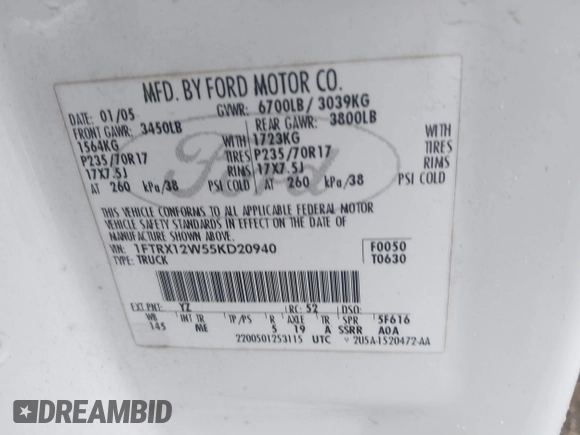 MFD. BY FORD MOTOR CO.
01/05 GVWR: 6700LB/ 3039KG
FRONT GAWR: 3450LB REAR GAWR: 3800LB
1564KG WITH 1723KG WITH
P235/70R17 TIRES P235/70R17 TIRES
17X7.5J RIMS 17X7.5J RIMS
AT 260 kPa/38 PSI COLD AT 260 kPa/38 PSI COLD
Ford
THIS VEHICLE CONFORMS TO ALL APPLICABLE FEDERAL MOTOR
VEHICLE SAFETY STANDARDS IN EFFECT ON THE DATE OF
MANUFACTURE SHOWN ABOVE.
VIN: 1FTRX12W55KD20940 F0050
TYPE: TRUCK T0630
EXT PNT: YZ RC: 52 DSO:
WB INT TR TP/PS R AXLE TR SPR 5F616
145 ME 5 19 A SSRR A0A
2200501253115 UTC 2U5A-1520472-AA
DREAMBID